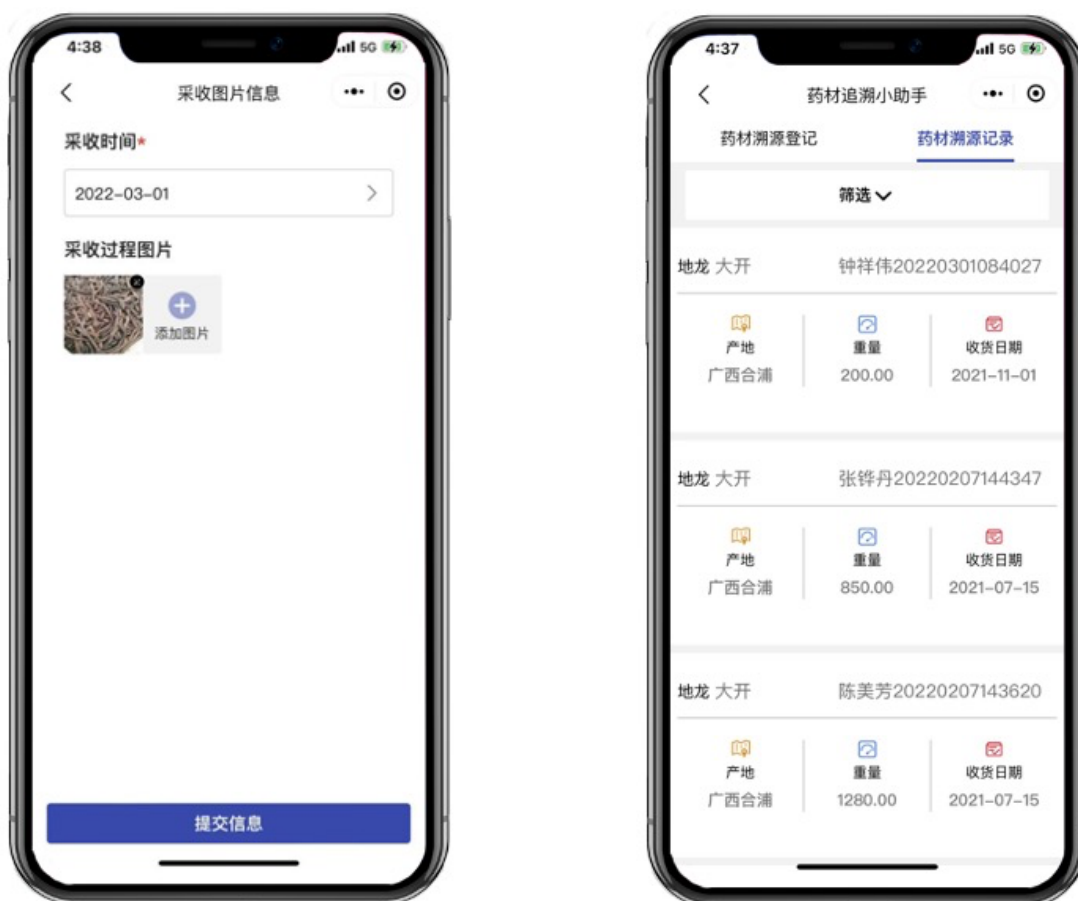 4:38
5G
采收图片信息
采收时间*
2022-03-01
采收过程图片
添加图片
提交信息
4:37
5G
药材追溯小助手
药材溯源登记 药材溯源记录
筛选
地龙 大开 钟祥伟20220301084027
产地 重量 收货日期
广西合浦 200.00 2021-11-01
地龙 大开 张铧丹20220207144347
产地 重量 收货日期
广西合浦 850.00 2021-07-15
地龙 大开 陈美芳20220207143620
产地 重量 收货日期
广西合浦 1280.00 2021-07-15